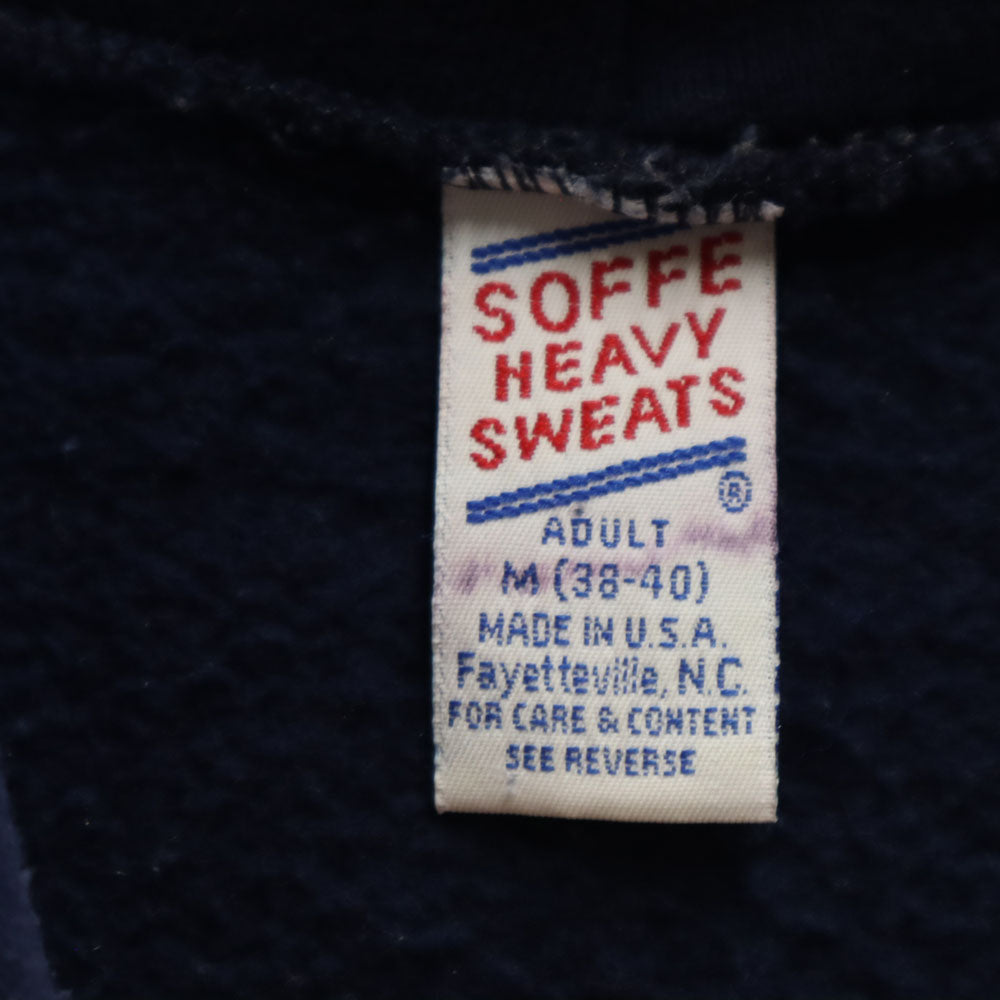 SOFFE
HEAVY
SWEATS
®
ADULT
M (38-40)
MADE IN U.S.A.
Fayetteville, N.C.
FOR CARE & CONTENT
SEE REVERSE